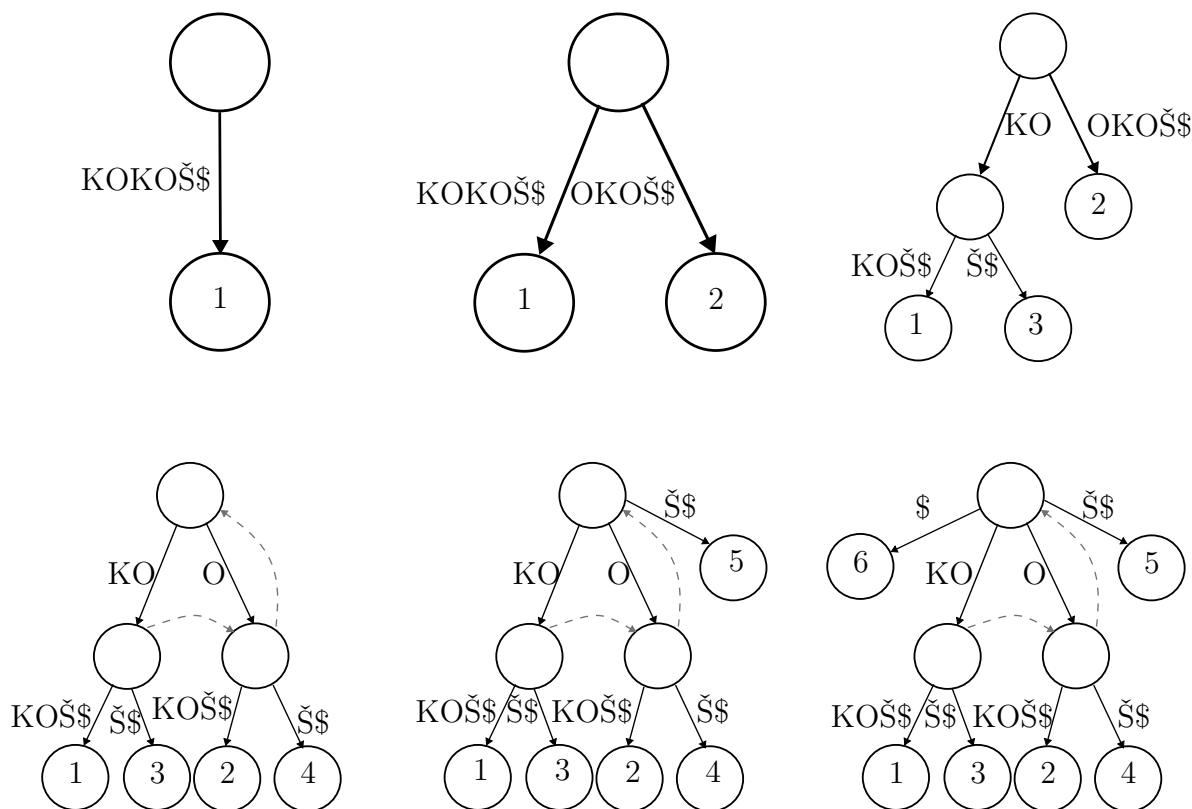 KOKOŠ$
1
KOKOŠ$ OKOŠ$
1 2
KO OKOŠ$
2
KOŠ$ Š$
1 3
KO O
KOŠ$ Š$ KOŠ$ Š$
1 3 2 4
Š$
5
KO O
KOŠ$ Š$ KOŠ$ Š$
1 3 2 4
$ Š$
6 5
KO O
KOŠ$ Š$ KOŠ$ Š$
1 3 2 4